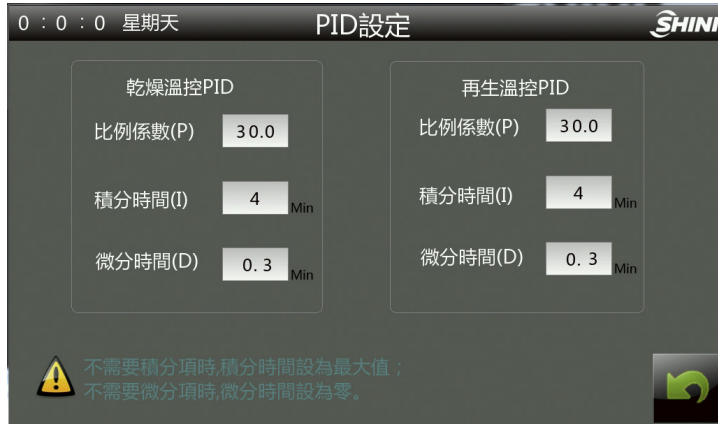 0：0：0 星期天
PID設定
SHINI
乾燥溫控PID
比例係數(P) 30.0
積分時間(I) 4 Min
微分時間(D) 0.3 Min
再生溫控PID
比例係數(P) 30.0
積分時間(I) 4 Min
微分時間(D) 0.3 Min
不需要積分項時,積分時間設為最大值；
不需要微分項時,微分時間設為零。